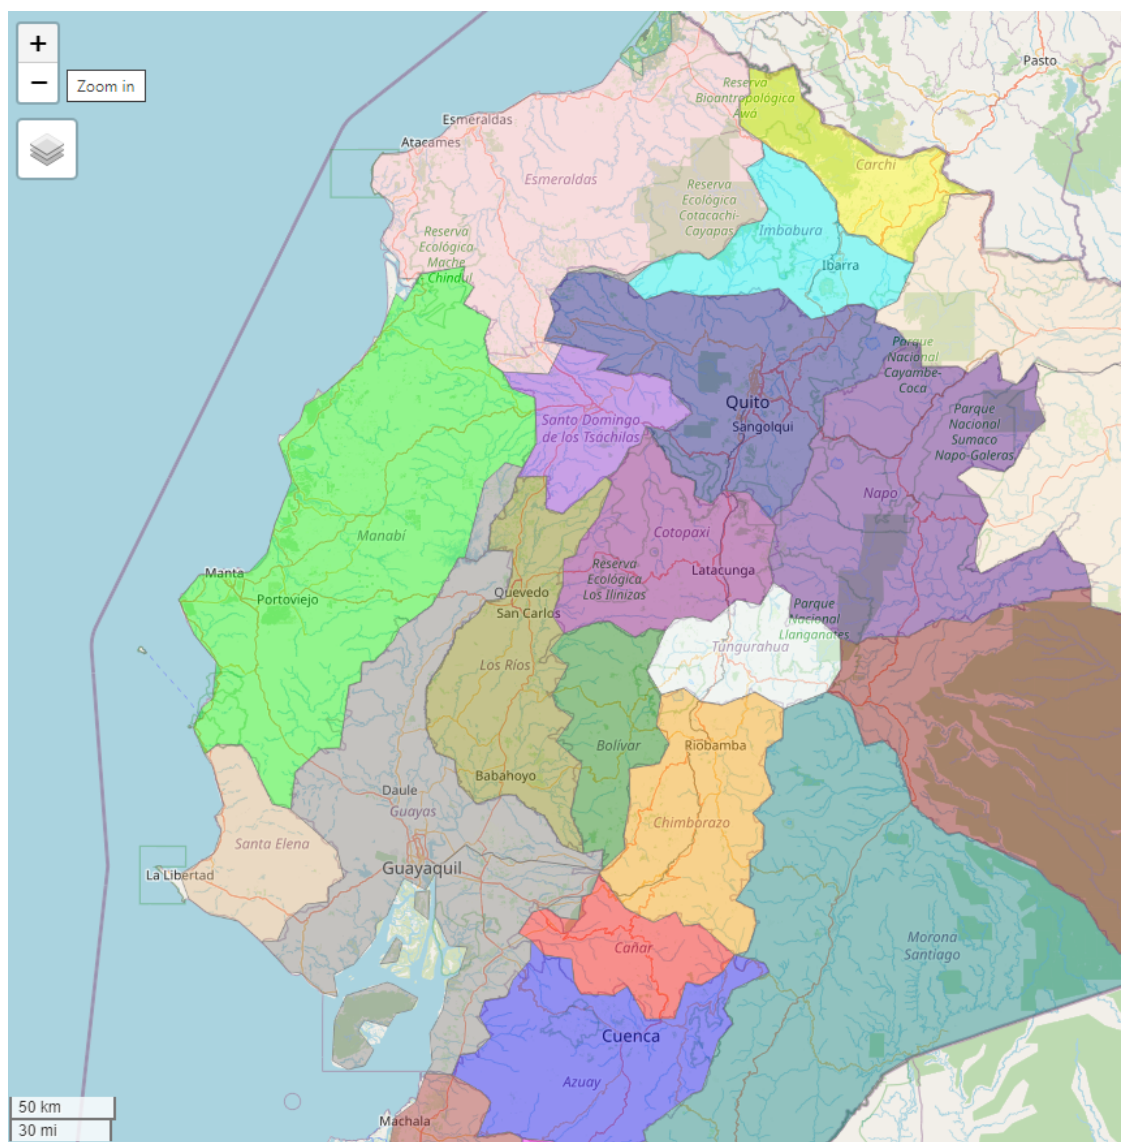 +
−
Zoom in
Pasto
Reserva
Bioantropológica
Awá
Esmeraldas
Atacames
Carchi
Esmeraldas
Reserva
Ecológica
Cotacachi-
Cayapas
Reserva
Ecológica
Mache
Chindul
Imbabura
Ibarra
Parque
Nacional
Cayambe-
Coca
Quito
Sangolqui
Parque
Nacional
Sumaco
Napo-Galeras
Santo Domingo
de los Tsáchilas
Napo
Manabí
Cotopaxi
Reserva
Ecológica
Los Ilinizas
Latacunga
Manta
Portoviejo
Quevedo
San Carlos
Parque
Nacional
Llanganates
Tungurahua
Los Ríos
Bolívar
Riobamba
Babahoyo
Daule
Guayas
Chimborazo
Santa Elena
Guayaquil
La Libertad
Cañar
Morona
Santiago
Cuenca
Azuay
Machala
50 km
30 mi